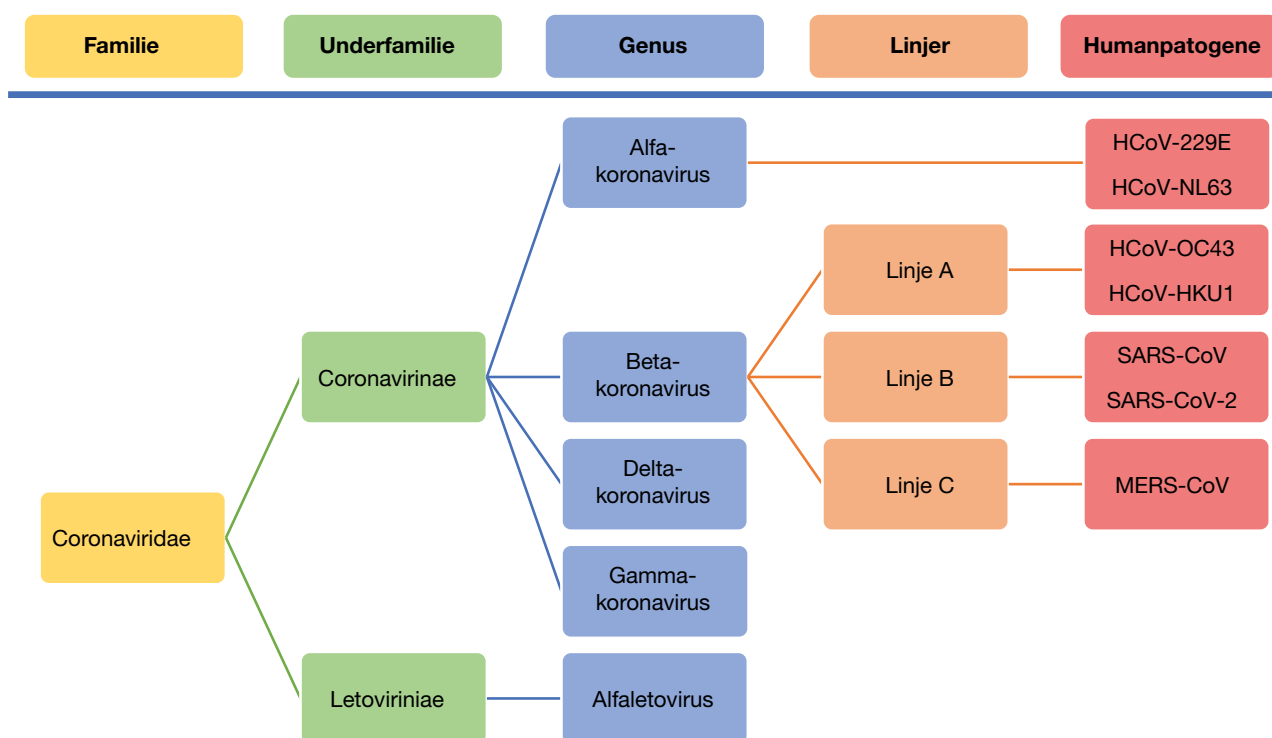 Familie
Underfamilie
Genus
Linjer
Humanpatogene
Alfa-
koronavirus
HCoV-229E
HCoV-NL63
Linje A
HCoV-OC43
HCoV-HKU1
Coronavirinae
Beta-
koronavirus
Linje B
SARS-CoV
SARS-CoV-2
Delta-
koronavirus
Linje C
MERS-CoV
Coronaviridae
Gamma-
koronavirus
Letoviriniae
Alfaletovirus